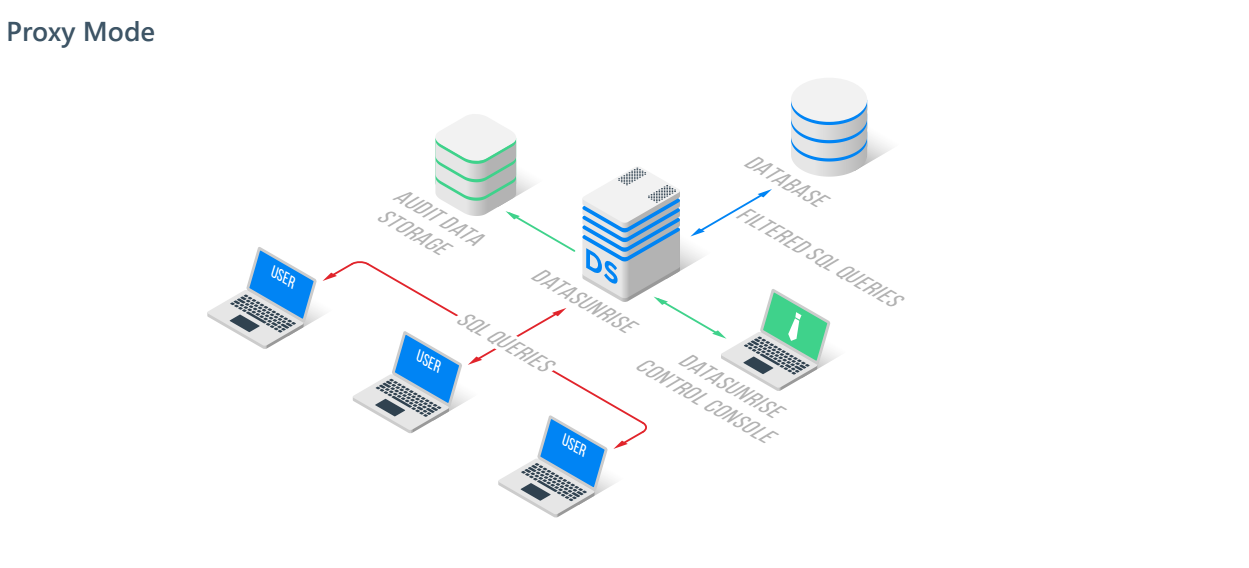 Proxy Mode
DATABASE
FILTERED SQL QUERIES
AUDIT DATA
STORAGE
DS
DATASUNRISE
USER
SQL QUERIES
USER
DATASUNRISE
CONTROL CONSOLE
USER